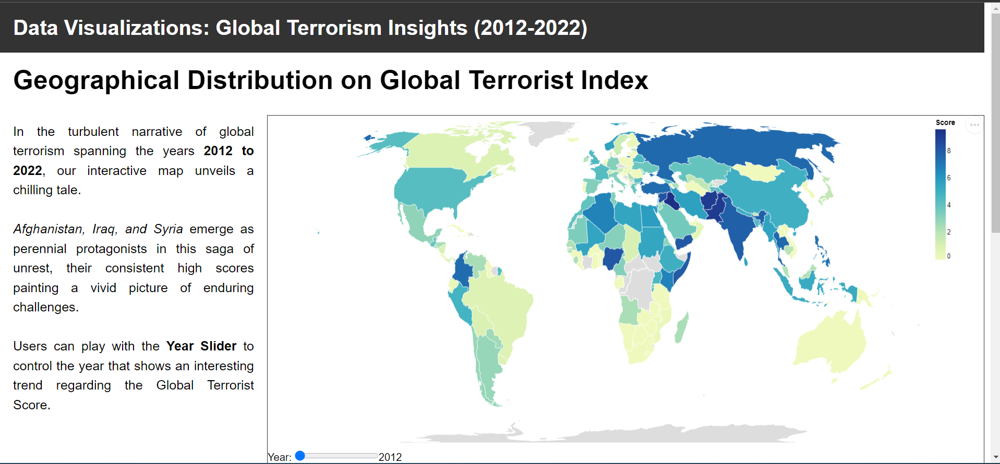 Data Visualizations: Global Terrorism Insights (2012-2022)
Geographical Distribution on Global Terrorist Index
In the turbulent narrative of global
terrorism spanning the years 2012 to
2022, our interactive map unveils a
chilling tale.
Afghanistan, Iraq, and Syria emerge as
perennial protagonists in this saga of
unrest, their consistent high scores
painting a vivid picture of enduring
challenges.
Users can play with the Year Slider to
control the year that shows an interesting
trend regarding the Global Terrorist
Score.
Score
8
6
4
2
0
Year: 2012